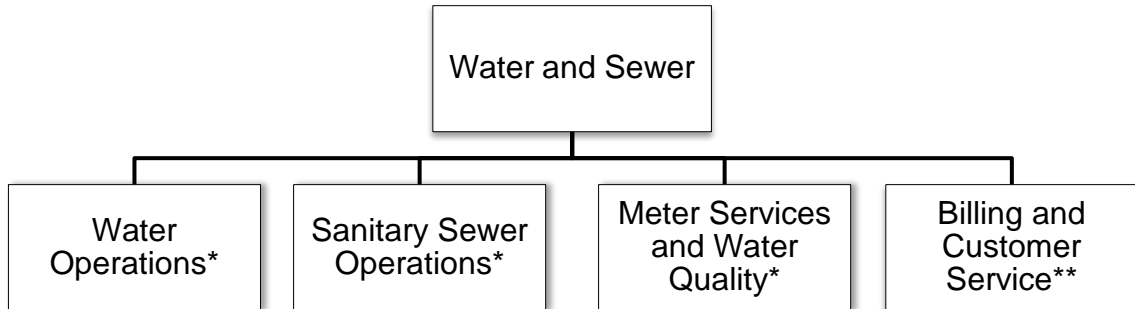 Water and Sewer
Water
Operations*
Sanitary Sewer
Operations*
Meter Services
and Water
Quality*
Billing and
Customer
Service**